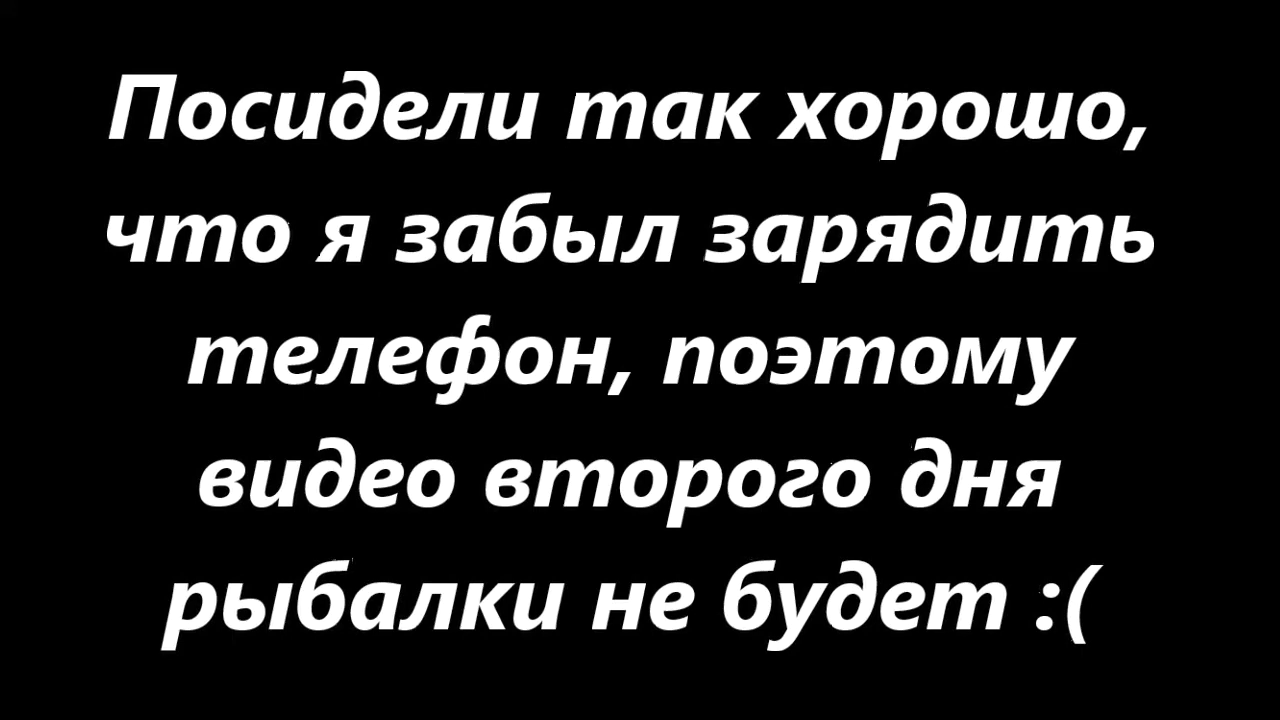 Посидели так хорошо,
что я забыл зарядить
телефон, поэтому
видео второго дня
рыбалки не будет :(